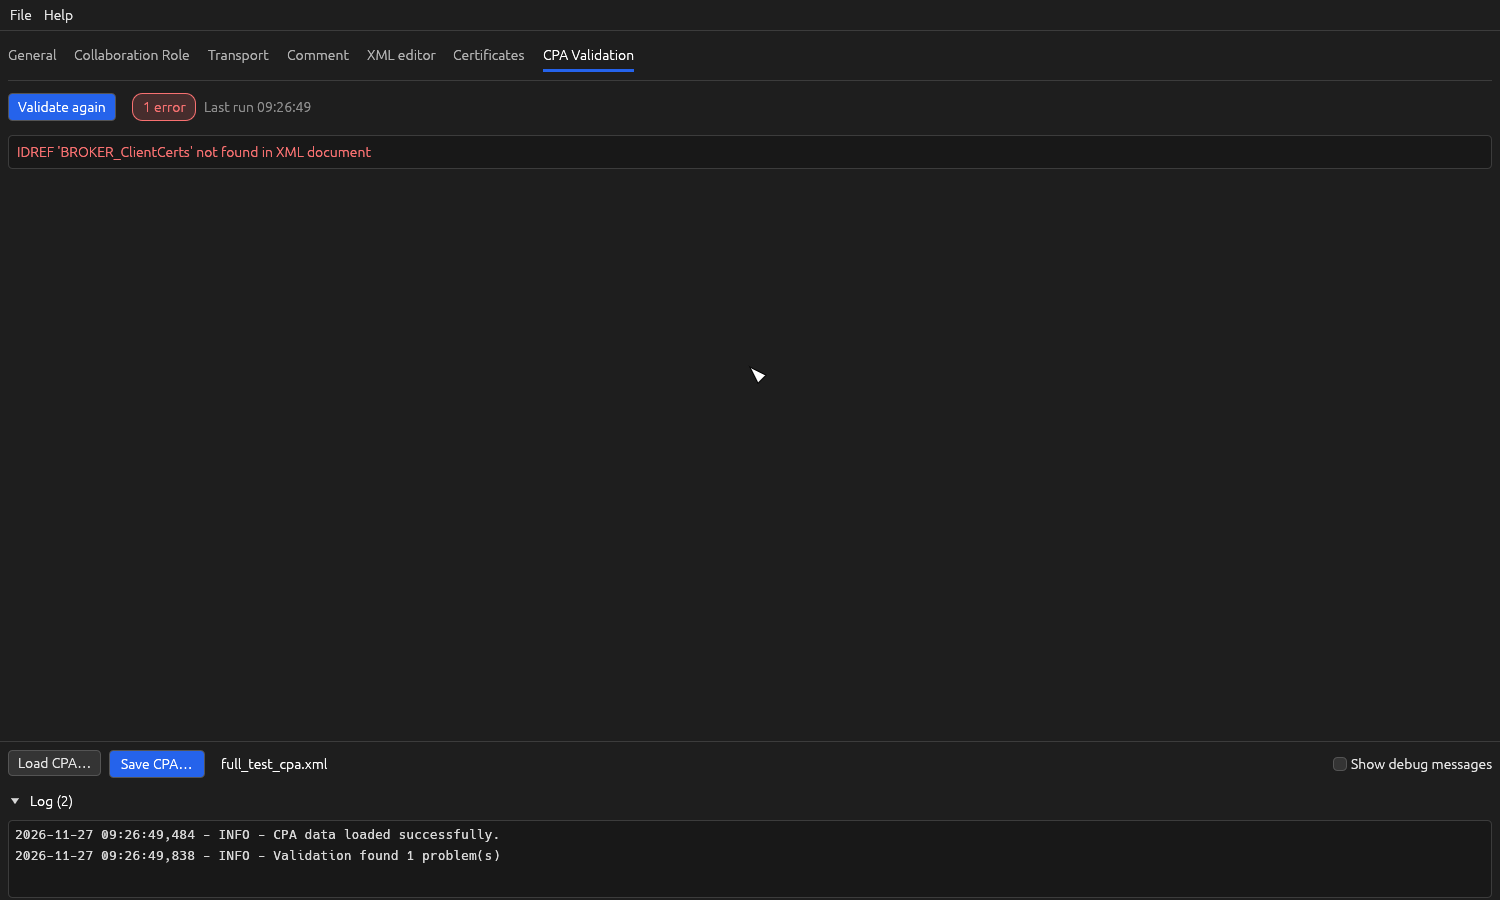 File Help
General Collaboration Role Transport Comment XML editor Certificates CPA Validation
Validate again 1 error Last run 09:26:49
IDREF 'BROKER_ClientCerts' not found in XML document
Load CPA... Save CPA... full_test_cpa.xml Show debug messages
Log (2)
2026-11-27 09:26:49,484 - INFO - CPA data loaded successfully.
2026-11-27 09:26:49,838 - INFO - Validation found 1 problem(s)